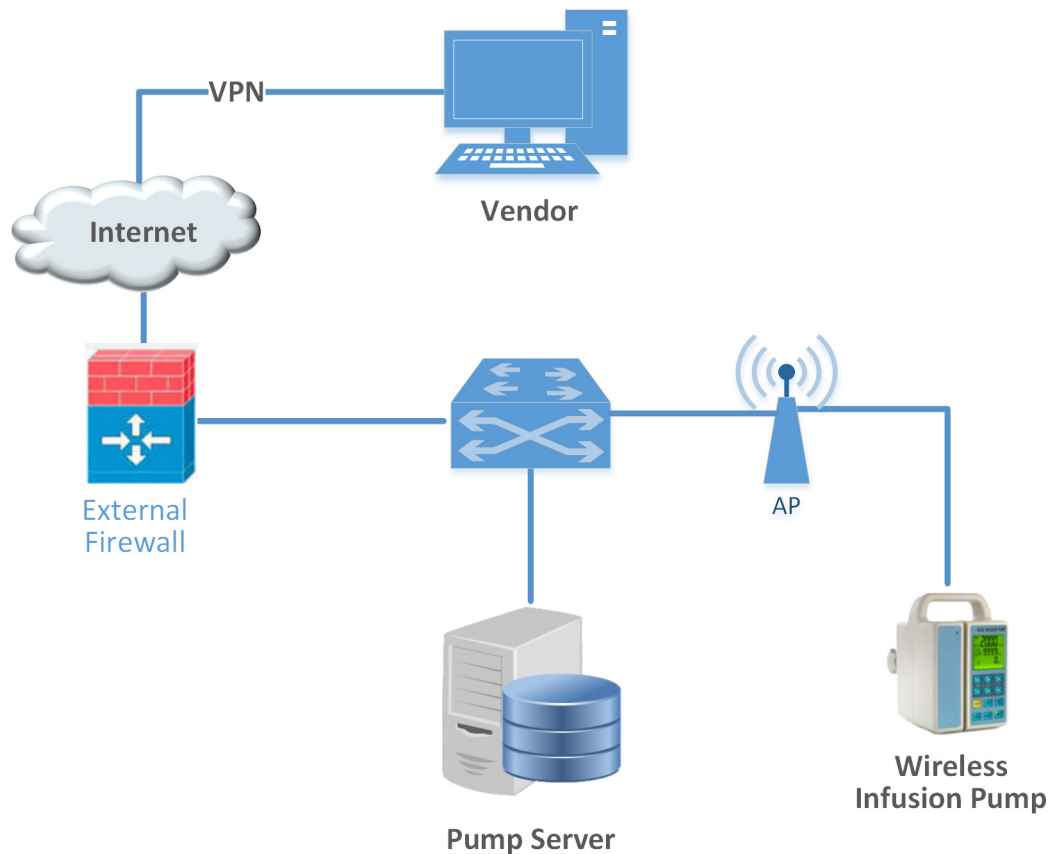 VPN
Vendor
Internet
External
Firewall
AP
Pump Server
Wireless
Infusion Pump